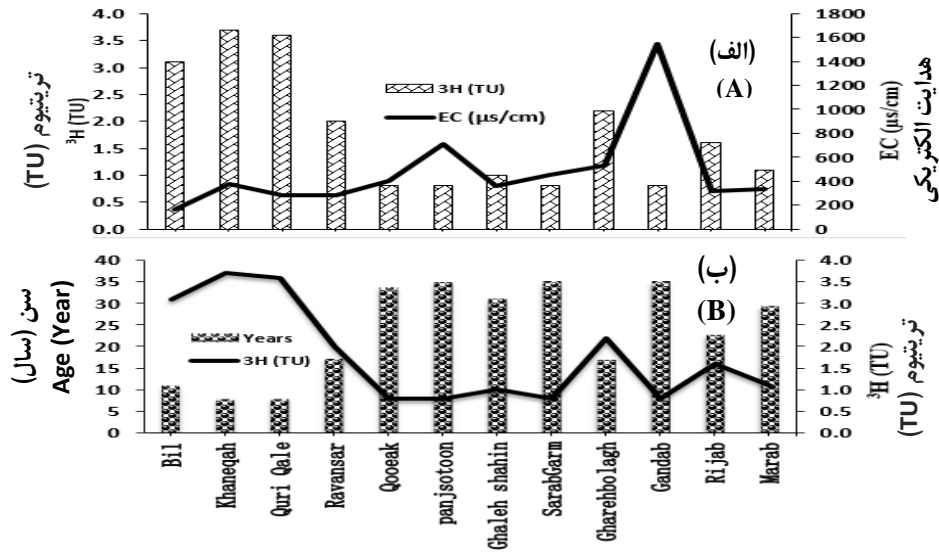 (الف)
(A)
تریتیوم (TU)
³H (TU)
4.0
3.5
3.0
2.5
2.0
1.5
1.0
0.5
0.0
3H (TU)
EC (µs/cm)
1800
1600
1400
1200
1000
800
600
400
200
0
EC (µs/cm)
هدایت الکتریکی
(ب)
(B)
سن (سال)
Age (Year)
40
35
30
25
20
15
10
5
0
Years
3H (TU)
4.0
3.5
3.0
2.5
2.0
1.5
1.0
0.5
0.0
³H (TU)
تریتیوم (TU)
Bil
Khaneqah
Quri Qale
Ravansar
Qooeak
panjsotoon
Ghaleh shahin
SarabGarm
Gharehbolagh
Gandab
Rijab
Marab